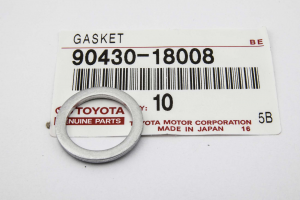 GASKET
BE
90430-18008
TOYOTA
GENUINE PARTS
Y:
10
5B
TOYOTA MOTOR CORPORATION
MADE IN JAPAN 16